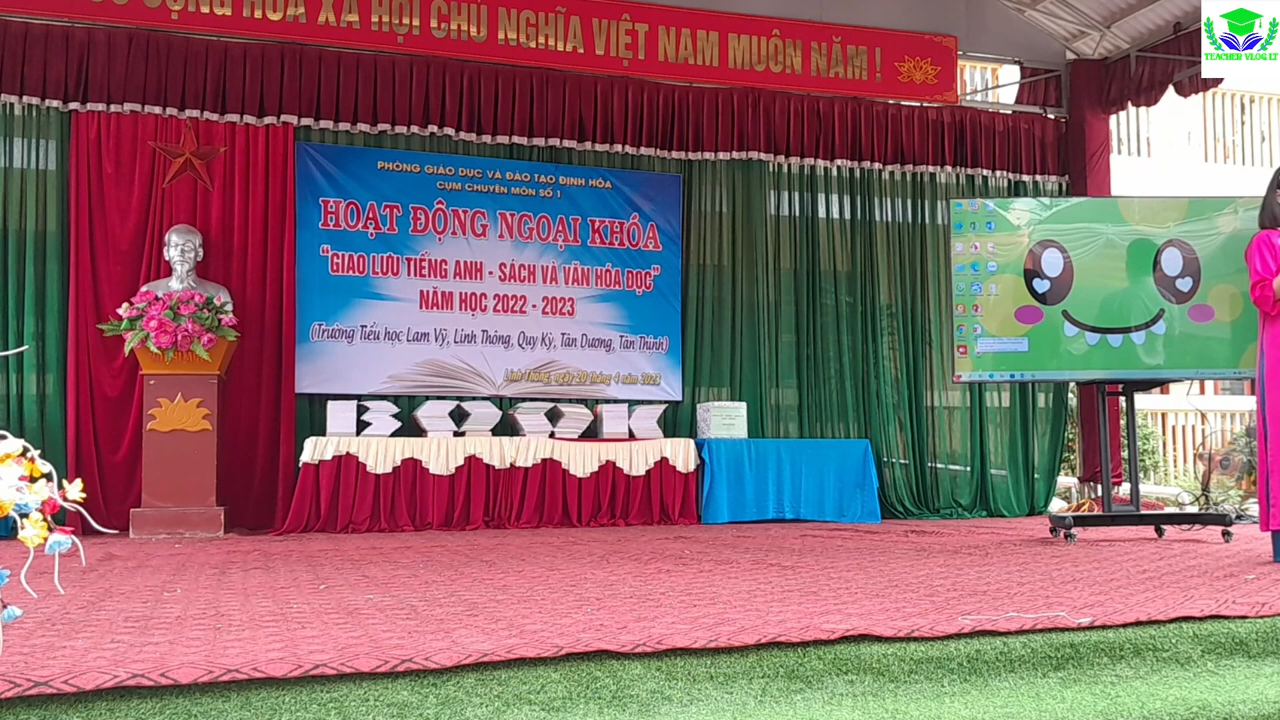 CỘNG HÒA XÃ HỘI CHỦ NGHĨA VIỆT NAM MUÔN NĂM !
TEACHER VLOG LT
PHÒNG GIÁO DỤC VÀ ĐÀO TẠO ĐỊNH HÓA
CỤM CHUYÊN MÔN SỐ 1
HOẠT ĐỘNG NGOẠI KHÓA
"GIAO LƯU TIẾNG ANH - SÁCH VÀ VĂN HÓA ĐỌC"
NĂM HỌC 2022 - 2023
(Trường Tiểu học Lam Vỹ, Linh Thông, Quy Kỳ, Tân Dương, Tân Thịnh)
Linh Thông, ngày 20 tháng 4 năm 2023
BOOK